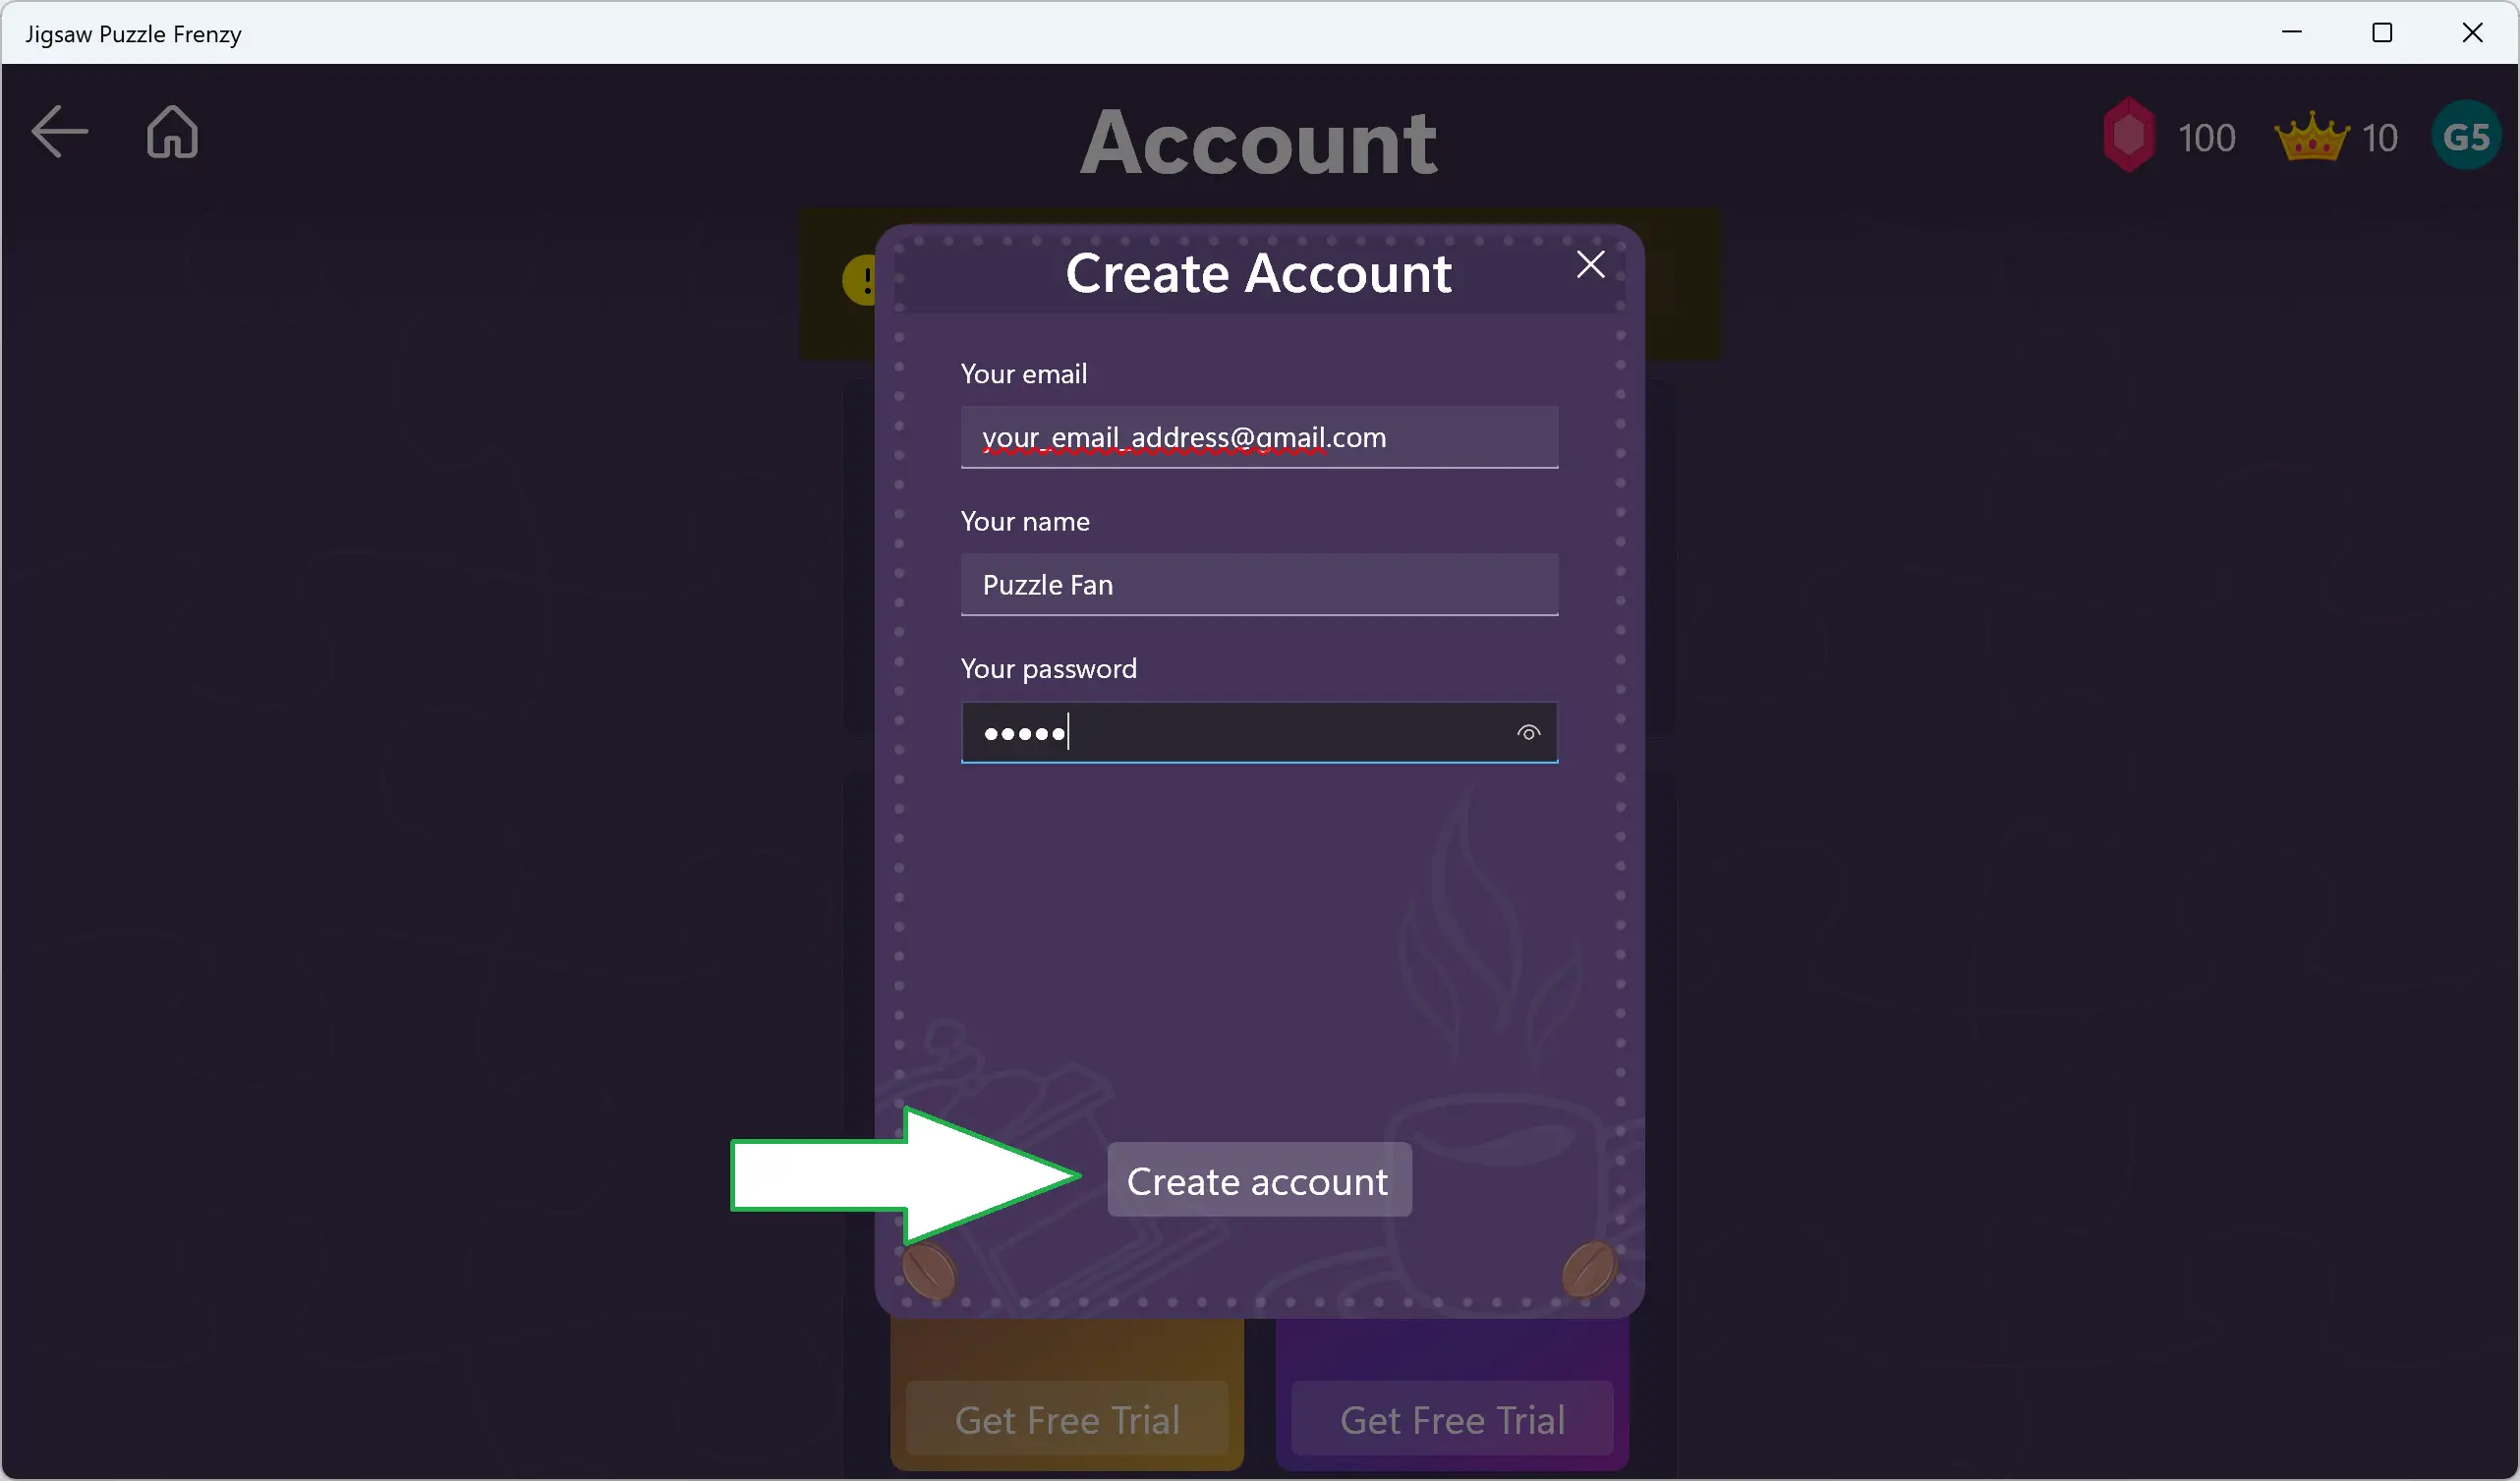 Jigsaw Puzzle Frenzy
Account
100
10
G5
Create Account
Your email
your_email_address@gmail.com
Your name
Puzzle Fan
Your password
•••••
Create account
Get Free Trial
Get Free Trial